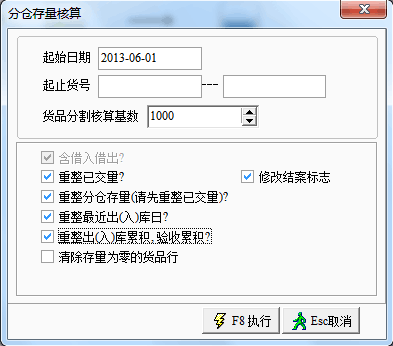 分仓存量核算
起始日期 2013-06-01
起止货号 ---
货品分割核算基数 1000
含借入借出?
重整已交量? 修改结案标志
重整分仓存量(请先重整已交量)?
重整最近出(入)库日?
重整出(入)库累积,验收累积?
清除存量为零的货品行
F8执行 Esc取消